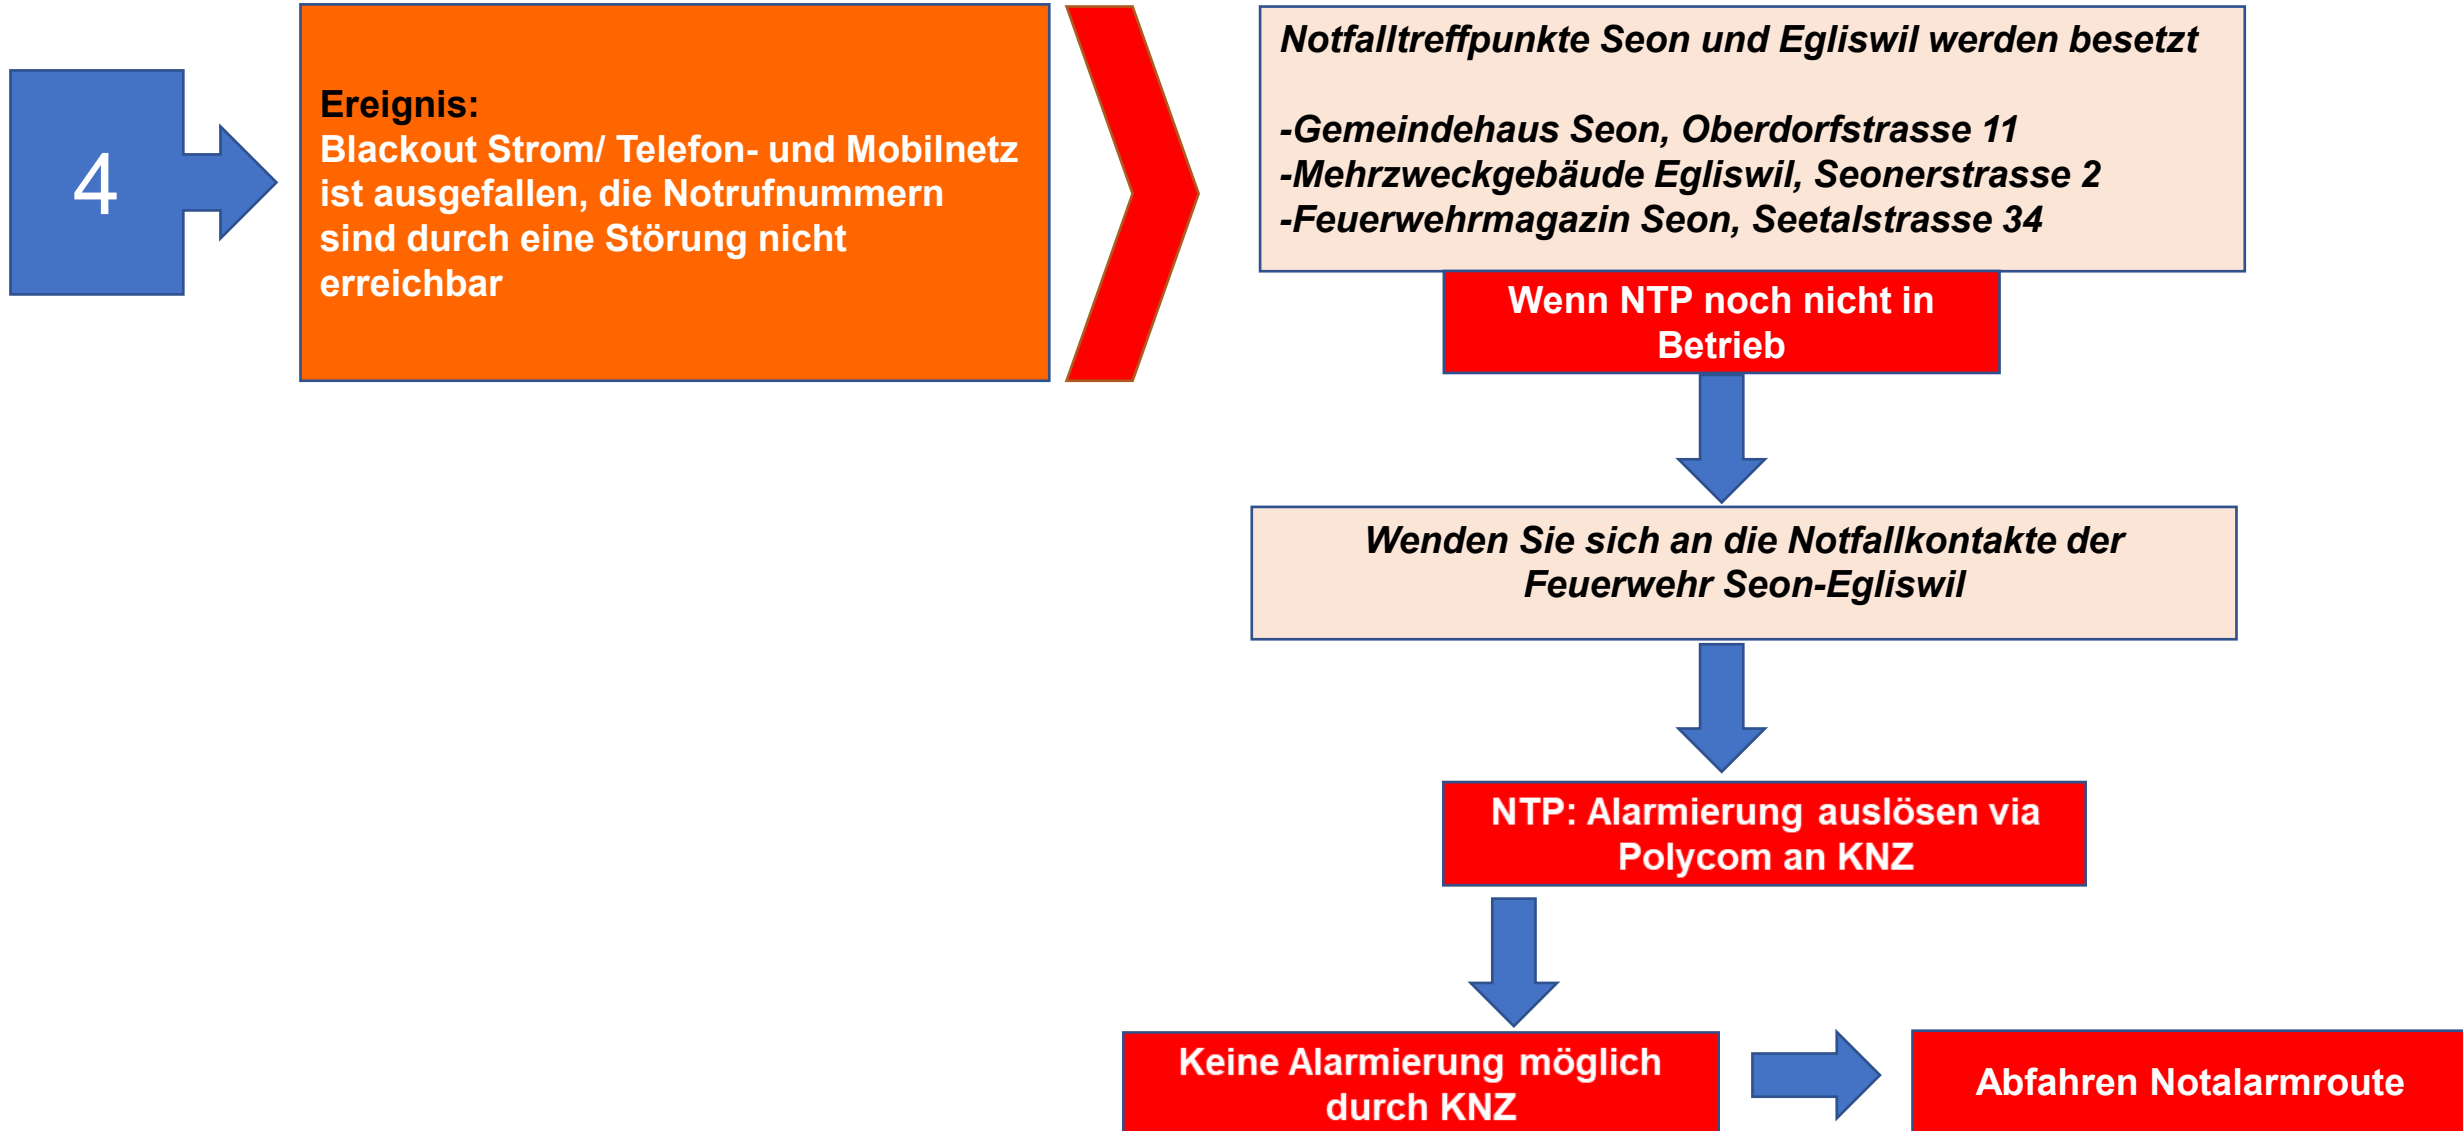 4
Ereignis:
Blackout Strom/ Telefon- und Mobilnetz
ist ausgefallen, die Notrufnummern
sind durch eine Störung nicht
erreichbar
Notfalltreffpunkte Seon und Egliswil werden besetzt
-Gemeindehaus Seon, Oberdorfstrasse 11
-Mehrzweckgebäude Egliswil, Seonerstrasse 2
-Feuerwehrmagazin Seon, Seetalstrasse 34
Wenn NTP noch nicht in
Betrieb
Wenden Sie sich an die Notfallkontakte der
Feuerwehr Seon-Egliswil
NTP: Alarmierung auslösen via
Polycom an KNZ
Keine Alarmierung möglich
durch KNZ
Abfahren Notalarmroute